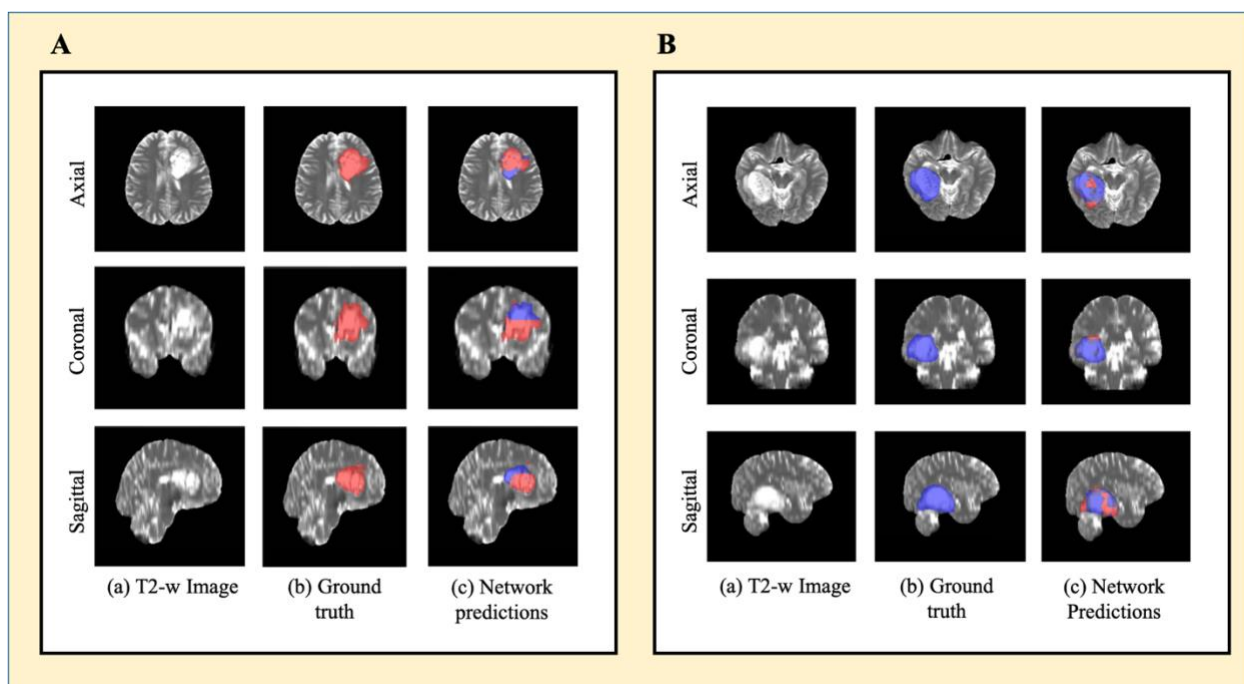 A
Axial
Coronal
Sagittal
(a) T2-w Image
(b) Ground
truth
(c) Network
predictions
B
Axial
Coronal
Sagittal
(a) T2-w Image
(b) Ground
truth
(c) Network
Predictions